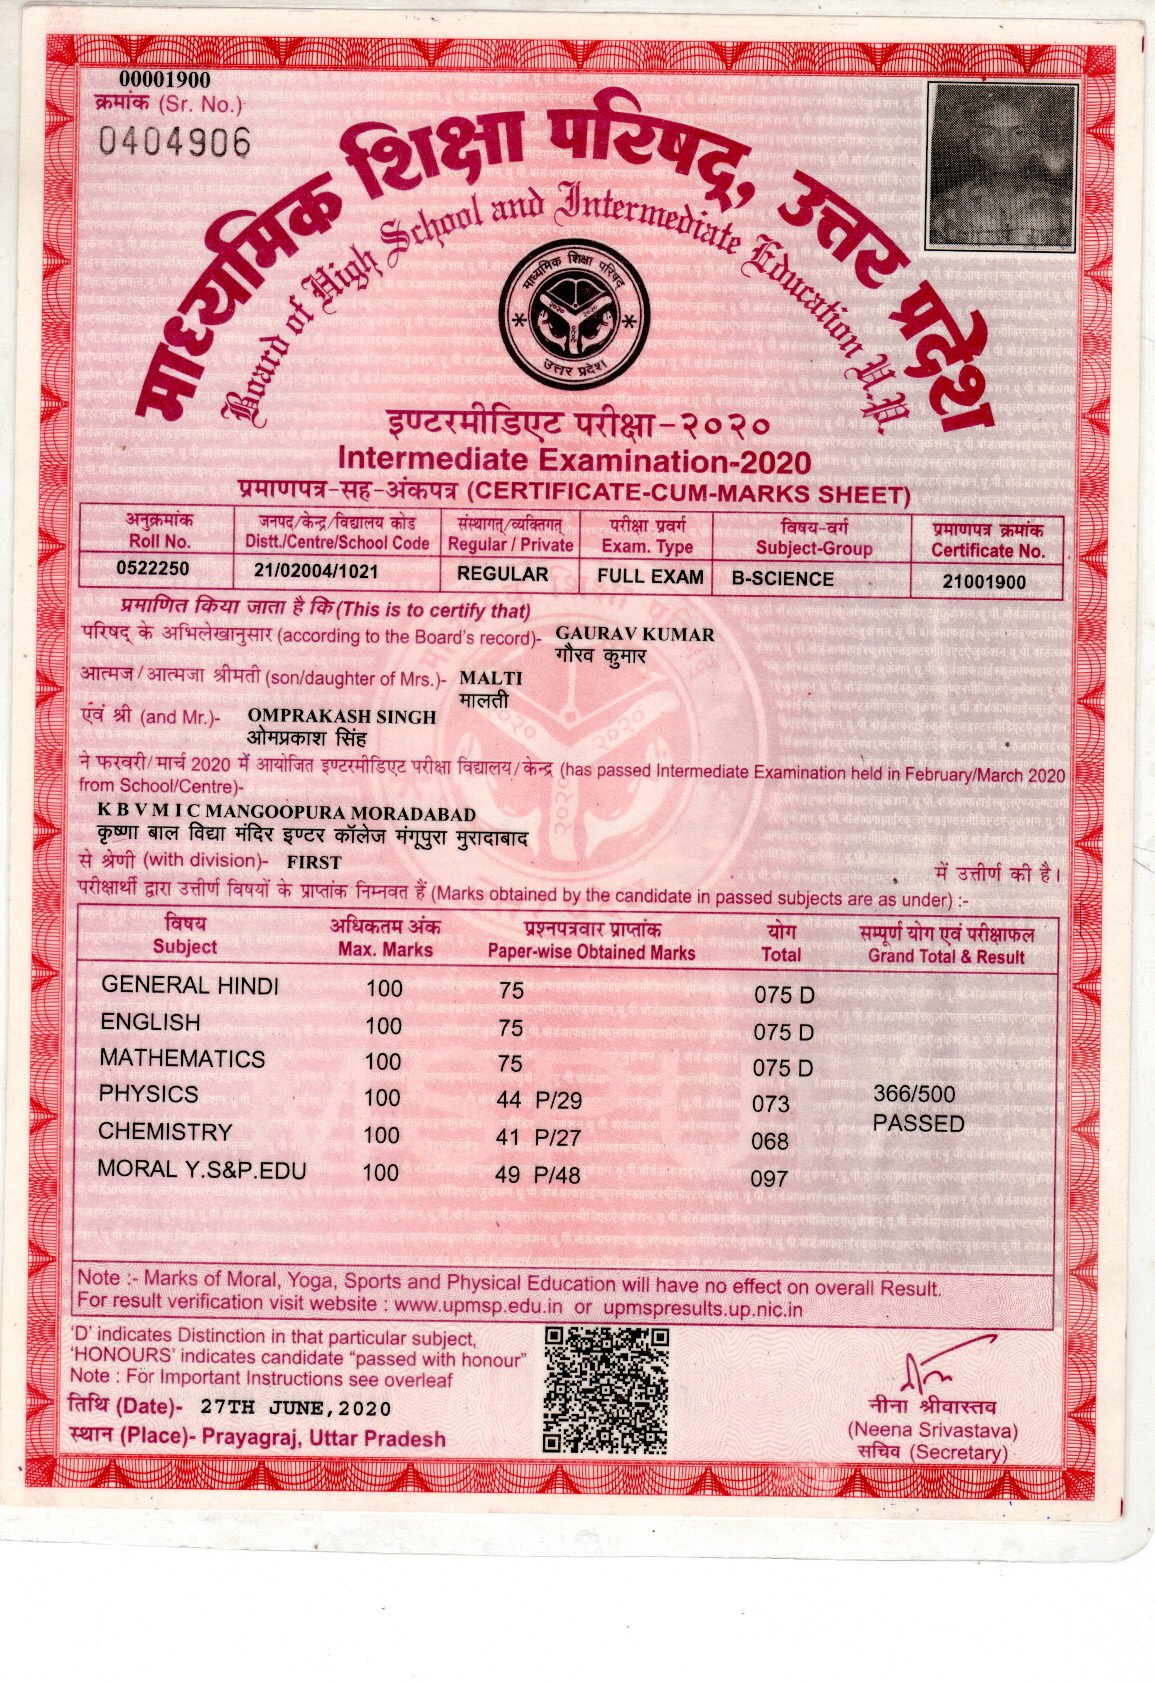 00001900
क्रमांक (Sr. No.)
0404906
माध्यमिक शिक्षा परिषद्, उत्तर प्रदेश
Board of High School and Intermediate Education U.P.
माध्यमिक शिक्षा परिषद
उत्तर प्रदेश
इण्टरमीडिएट परीक्षा-२०२०
Intermediate Examination-2020
प्रमाणपत्र-सह-अंकपत्र (CERTIFICATE-CUM-MARKS SHEET)
अनुक्रमांक जनपद/केन्द्र/विद्यालय कोड संस्थागत्/व्यक्तिगत् परीक्षा प्रवर्ग विषय-वर्ग प्रमाणपत्र क्रमांक
Roll No. Distt./Centre/School Code Regular / Private Exam. Type Subject-Group Certificate No.
0522250 21/02004/1021 REGULAR FULL EXAM B-SCIENCE 21001900
प्रमाणित किया जाता है कि (This is to certify that)
परिषद् के अभिलेखानुसार (according to the Board's record)- GAURAV KUMAR
गौरव कुमार
आत्मज/आत्मजा श्रीमती (son/daughter of Mrs.)- MALTI
मालती
एवं श्री (and Mr.)- OMPRAKASH SINGH
ओमप्रकाश सिंह
ने फरवरी/मार्च 2020 में आयोजित इण्टरमीडिएट परीक्षा विद्यालय/केन्द्र (has passed Intermediate Examination held in February/March 2020
from School/Centre)-
K B V M I C MANGOOPURA MORADABAD
कृष्णा बाल विद्या मंदिर इण्टर कॉलेज मंगूपुरा मुरादाबाद
से श्रेणी (with division)- FIRST में उत्तीर्ण की है।
परीक्षार्थी द्वारा उत्तीर्ण विषयों के प्राप्तांक निम्नवत हैं (Marks obtained by the candidate in passed subjects are as under) :-
विषय अधिकतम अंक प्रश्नपत्रवार प्राप्तांक योग सम्पूर्ण योग एवं परीक्षाफल
Subject Max. Marks Paper-wise Obtained Marks Total Grand Total & Result
GENERAL HINDI 100 75 075 D
ENGLISH 100 75 075 D
MATHEMATICS 100 75 075 D
PHYSICS 100 44 P/29 073 366/500
CHEMISTRY 100 41 P/27 068 PASSED
MORAL Y.S&P.EDU 100 49 P/48 097
Note :- Marks of Moral, Yoga, Sports and Physical Education will have no effect on overall Result.
For result verification visit website : www.upmsp.edu.in or upmspresults.up.nic.in
'D' indicates Distinction in that particular subject,
'HONOURS' indicates candidate "passed with honour"
Note : For Important Instructions see overleaf
तिथि (Date)- 27TH JUNE,2020
स्थान (Place)- Prayagraj, Uttar Pradesh
नीना श्रीवास्तव
(Neena Srivastava)
सचिव (Secretary)